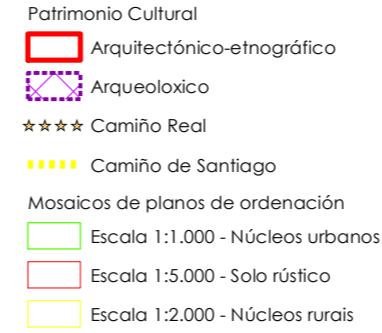 Patrimonio Cultural
Arquitectónico-etnográfico
Arqueoloxico
Camiño Real
Camiño de Santiago
Mosaicos de planos de ordenación
Escala 1:1.000 - Núcleos urbanos
Escala 1:5.000 - Solo rústico
Escala 1:2.000 - Núcleos rurais